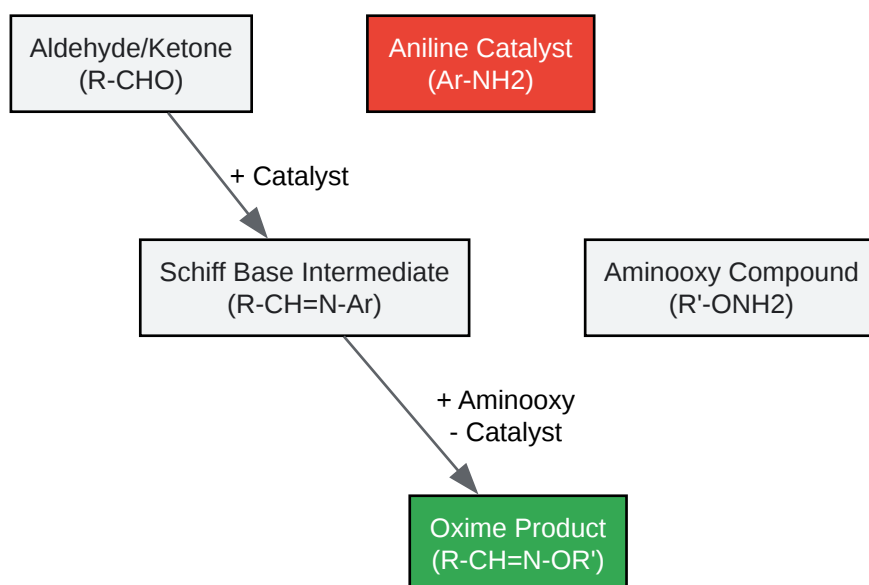 Aldehyde/Ketone
(R-CHO)
Aniline Catalyst
(Ar-NH2)
+ Catalyst
Schiff Base Intermediate
(R-CH=N-Ar)
Aminooxy Compound
(R'-ONH2)
+ Aminooxy
- Catalyst
Oxime Product
(R-CH=N-OR')